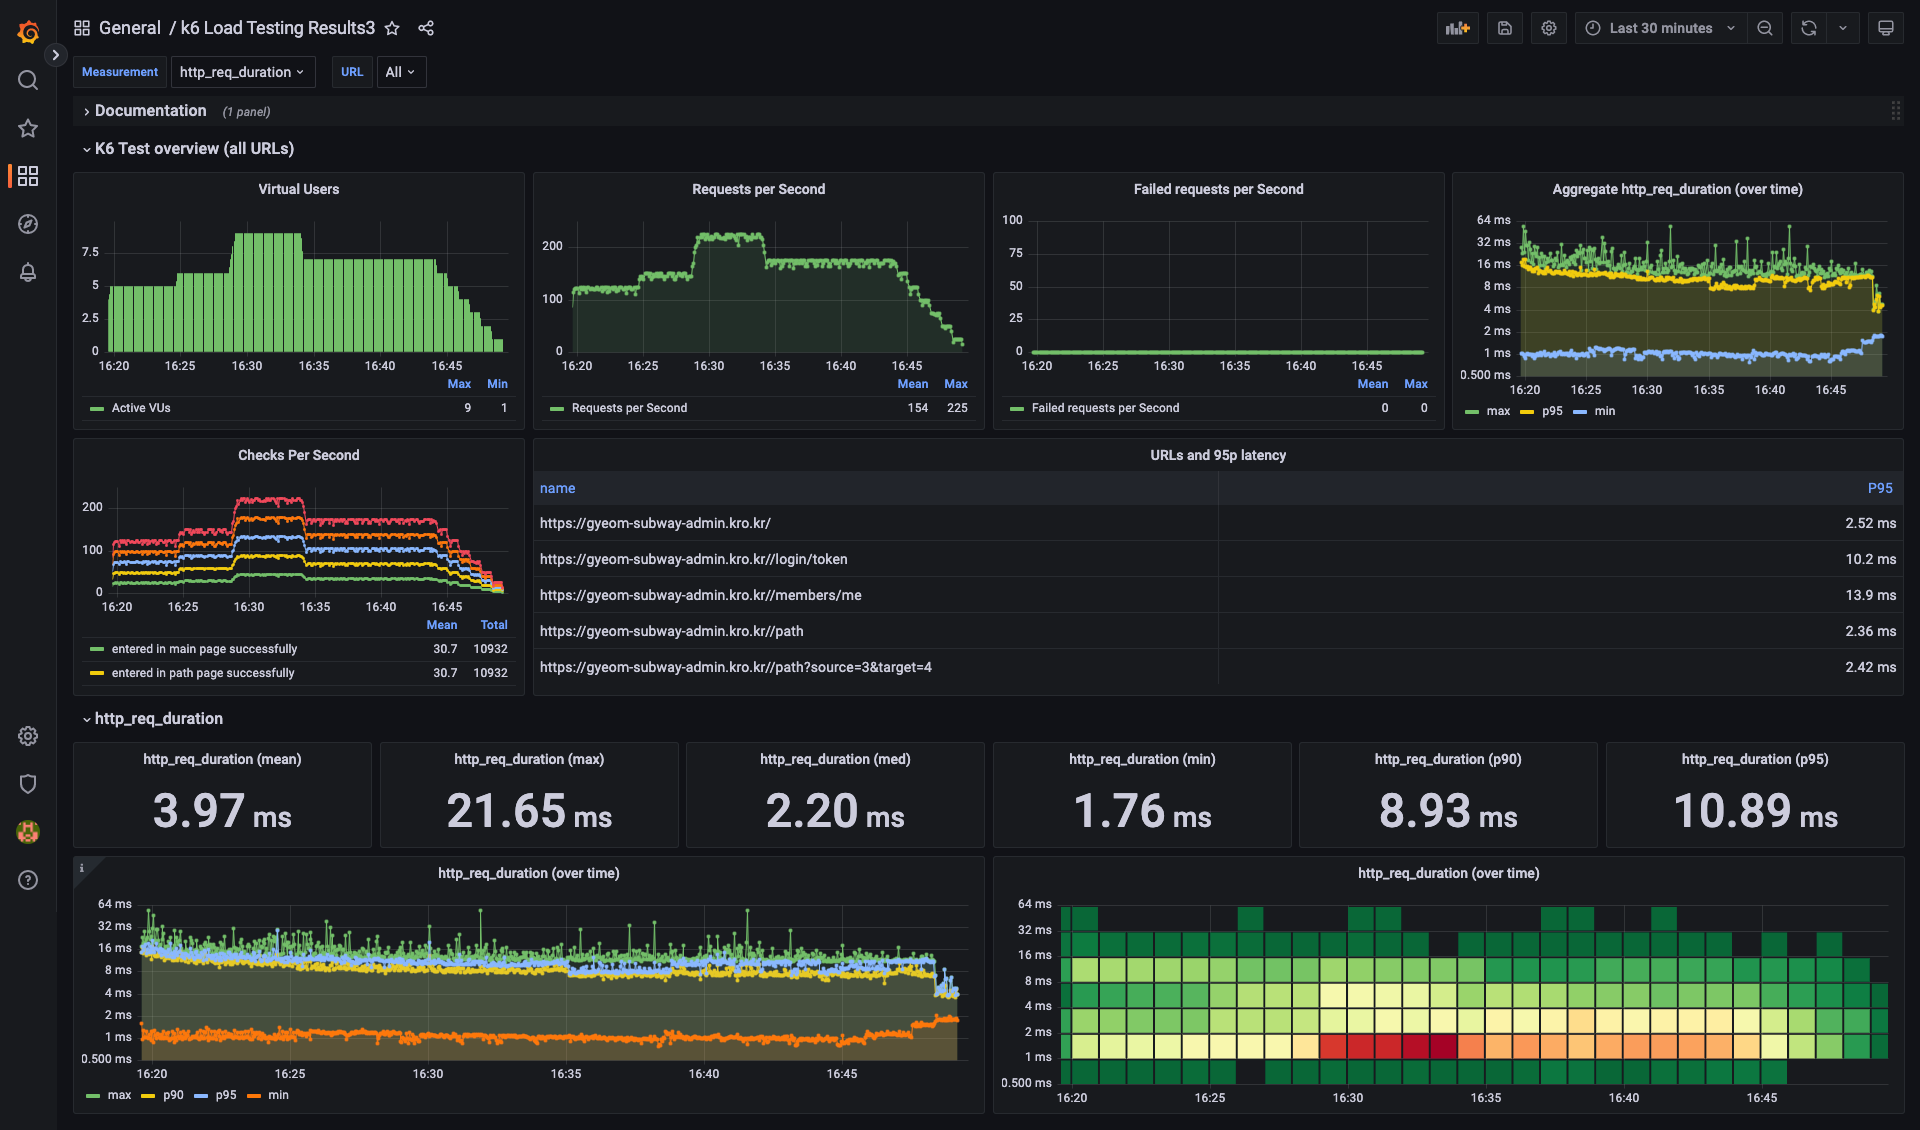 General / k6 Load Testing Results3
Last 30 minutes
Measurement http_req_duration URL All
Documentation (1 panel)
K6 Test overview (all URLs)
Virtual Users
7.5
5
2.5
0
16:20 16:25 16:30 16:35 16:40 16:45
Max Min
Active VUs 9 1
Requests per Second
200
100
0
16:20 16:25 16:30 16:35 16:40 16:45
Mean Max
Requests per Second 154 225
Failed requests per Second
100
75
50
25
0
16:20 16:25 16:30 16:35 16:40 16:45
Mean Max
Failed requests per Second 0 0
Aggregate http_req_duration (over time)
64 ms
32 ms
16 ms
8 ms
4 ms
2 ms
1 ms
0.500 ms
16:20 16:25 16:30 16:35 16:40 16:45
max p95 min
Checks Per Second
200
100
0
16:20 16:25 16:30 16:35 16:40 16:45
Mean Total
entered in main page successfully 30.7 10932
entered in path page successfully 30.7 10932
URLs and 95p latency
name P95
https://gyeom-subway-admin.kro.kr/ 2.52 ms
https://gyeom-subway-admin.kro.kr//login/token 10.2 ms
https://gyeom-subway-admin.kro.kr//members/me 13.9 ms
https://gyeom-subway-admin.kro.kr//path 2.36 ms
https://gyeom-subway-admin.kro.kr//path?source=3&target=4 2.42 ms
http_req_duration
http_req_duration (mean)
3.97 ms
http_req_duration (max)
21.65 ms
http_req_duration (med)
2.20 ms
http_req_duration (min)
1.76 ms
http_req_duration (p90)
8.93 ms
http_req_duration (p95)
10.89 ms
http_req_duration (over time)
64 ms
32 ms
16 ms
8 ms
4 ms
2 ms
1 ms
0.500 ms
16:20 16:25 16:30 16:35 16:40 16:45
max p90 p95 min
http_req_duration (over time)
64 ms
32 ms
16 ms
8 ms
4 ms
2 ms
1 ms
0.500 ms
16:20 16:25 16:30 16:35 16:40 16:45